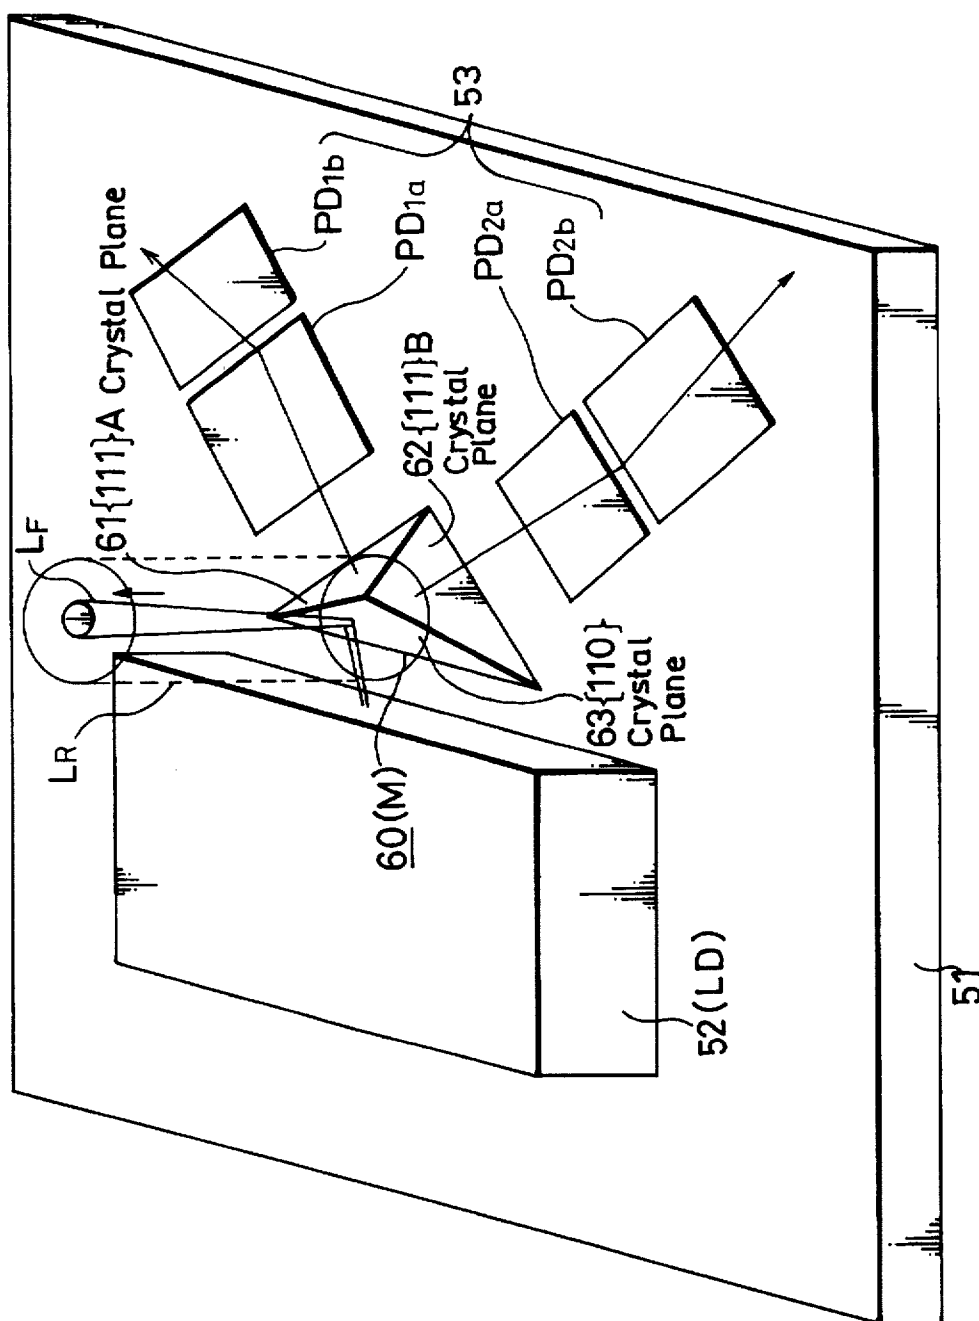 53
PD1b
PD1a
PD2a
PD2b
61{111}A Crystal Plane
62{111}B
Crystal
Plane
63{110}
Crystal
Plane
LF
LR
60(M)
52(LD)
51